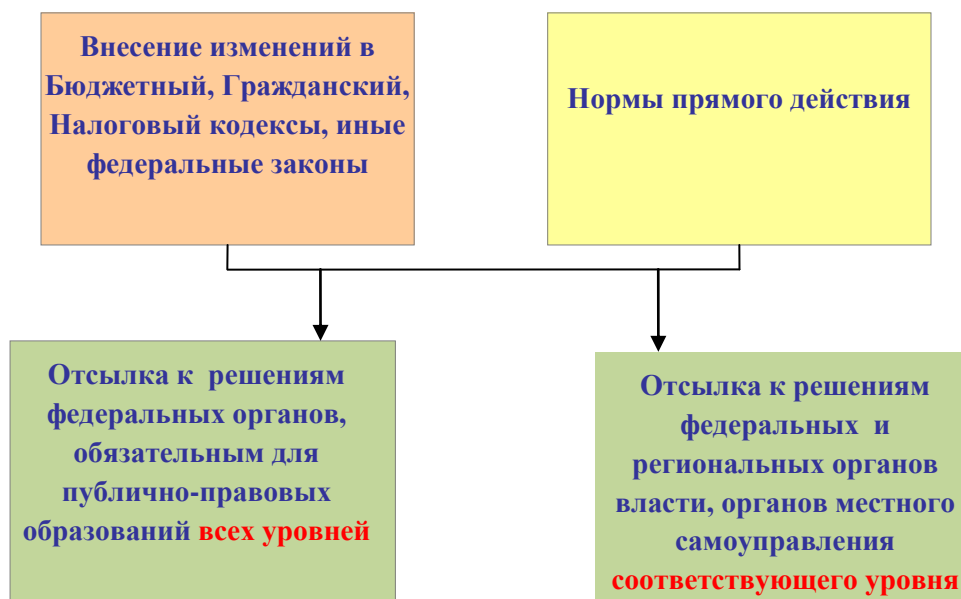 Внесение изменений в
Бюджетный, Гражданский,
Налоговый кодексы, иные
федеральные законы
Нормы прямого действия
Отсылка к решениям
федеральных органов,
обязательным для
публично-правовых
образований всех уровней
Отсылка к решениям
федеральных и
региональных органов
власти, органов местного
самоуправления
соответствующего уровня